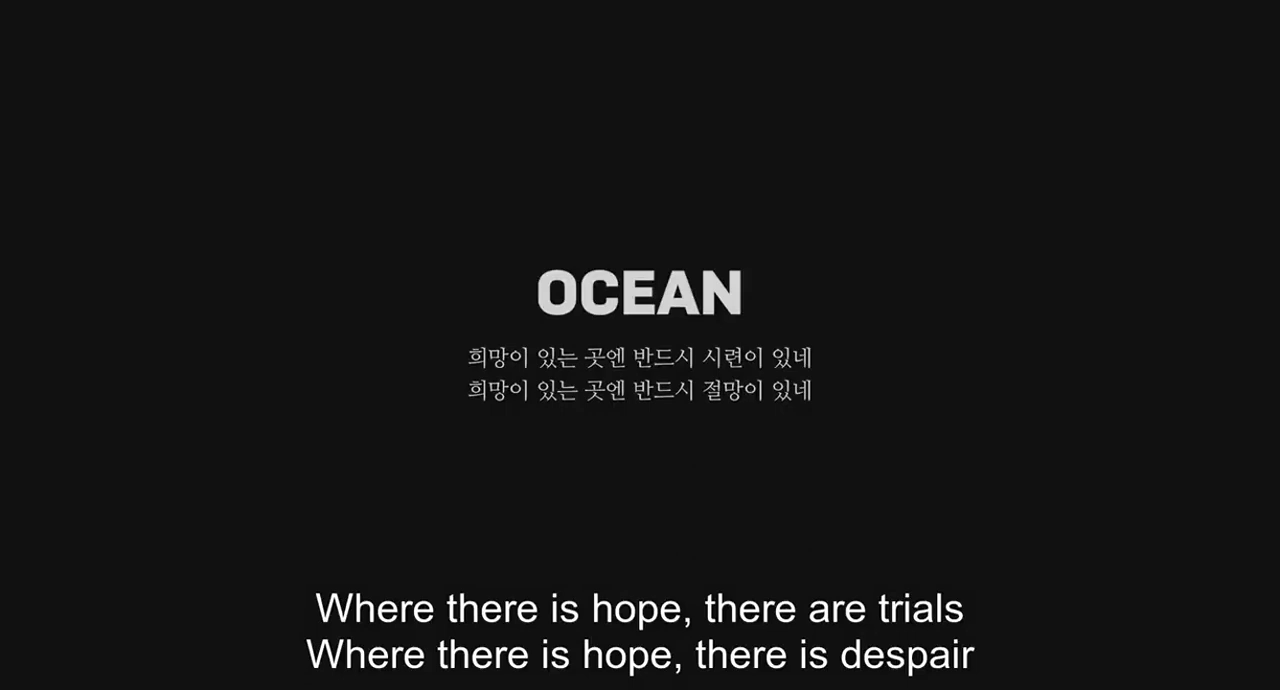 OCEAN
희망이 있는 곳엔 반드시 시련이 있네
희망이 있는 곳엔 반드시 절망이 있네
Where there is hope, there are trials
Where there is hope, there is despair